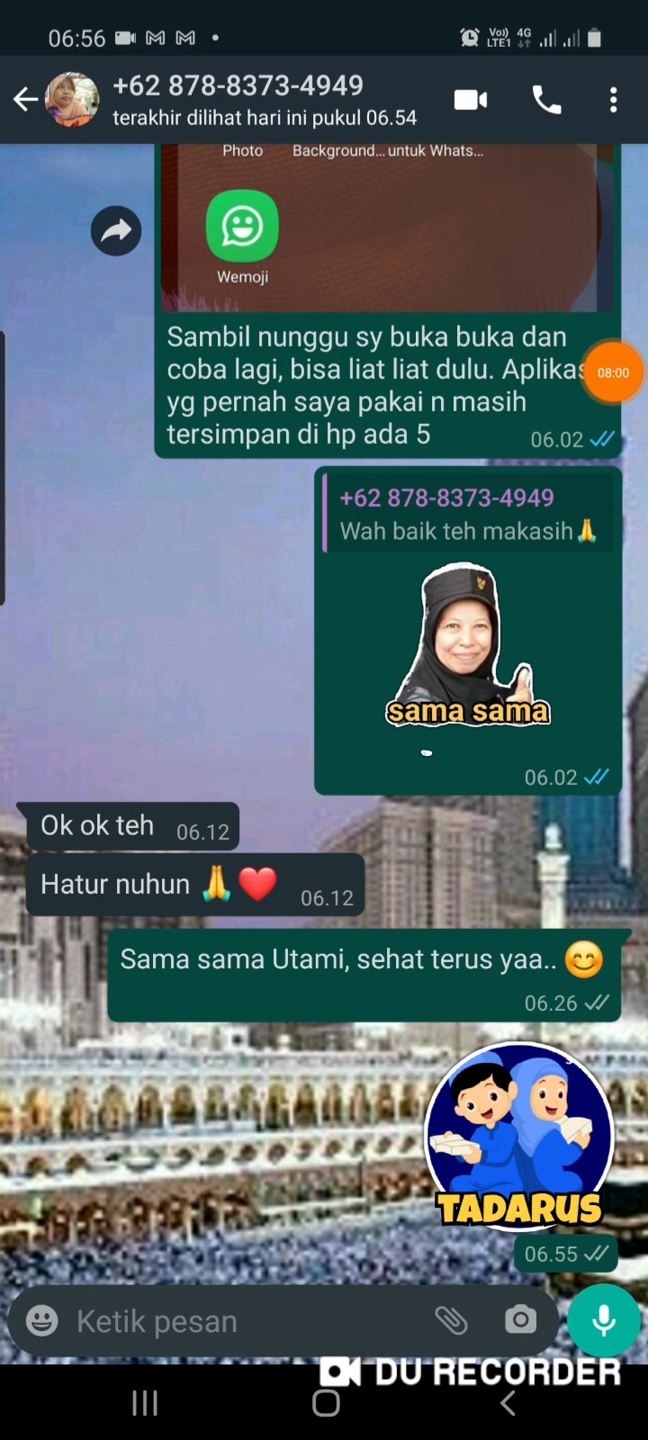 06:56
Vo)) 4G
LTE1
+62 878-8373-4949
terakhir dilihat hari ini pukul 06.54
Photo Background... untuk Whats...
Wemoji
Sambil nunggu sy buka buka dan
coba lagi, bisa liat liat dulu. Aplikas
08:00
yg pernah saya pakai n masih
tersimpan di hp ada 5
06.02
+62 878-8373-4949
Wah baik teh makasih🙏
sama sama
06.02
Ok ok teh 06.12
Hatur nuhun 🙏❤️ 06.12
Sama sama Utami, sehat terus yaa.. 😊
06.26
TADARUS
06.55
Ketik pesan
DU RECORDER